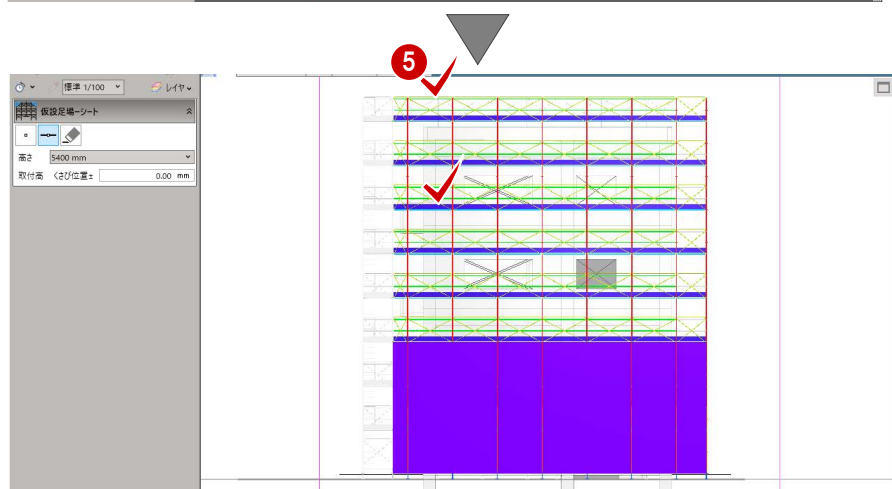 5
標準 1/100 レイヤ
仮設足場-シート
高さ 5400 mm
取付高 くさび位置± 0.00 mm